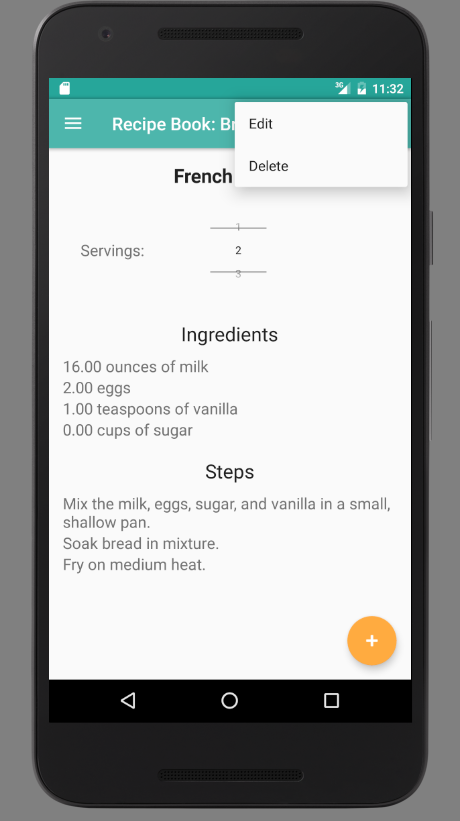 3G 11:32
Recipe Book: Br
Edit
Delete
French
1
Servings: 2
3
Ingredients
16.00 ounces of milk
2.00 eggs
1.00 teaspoons of vanilla
0.00 cups of sugar
Steps
Mix the milk, eggs, sugar, and vanilla in a small,
shallow pan.
Soak bread in mixture.
Fry on medium heat.
+